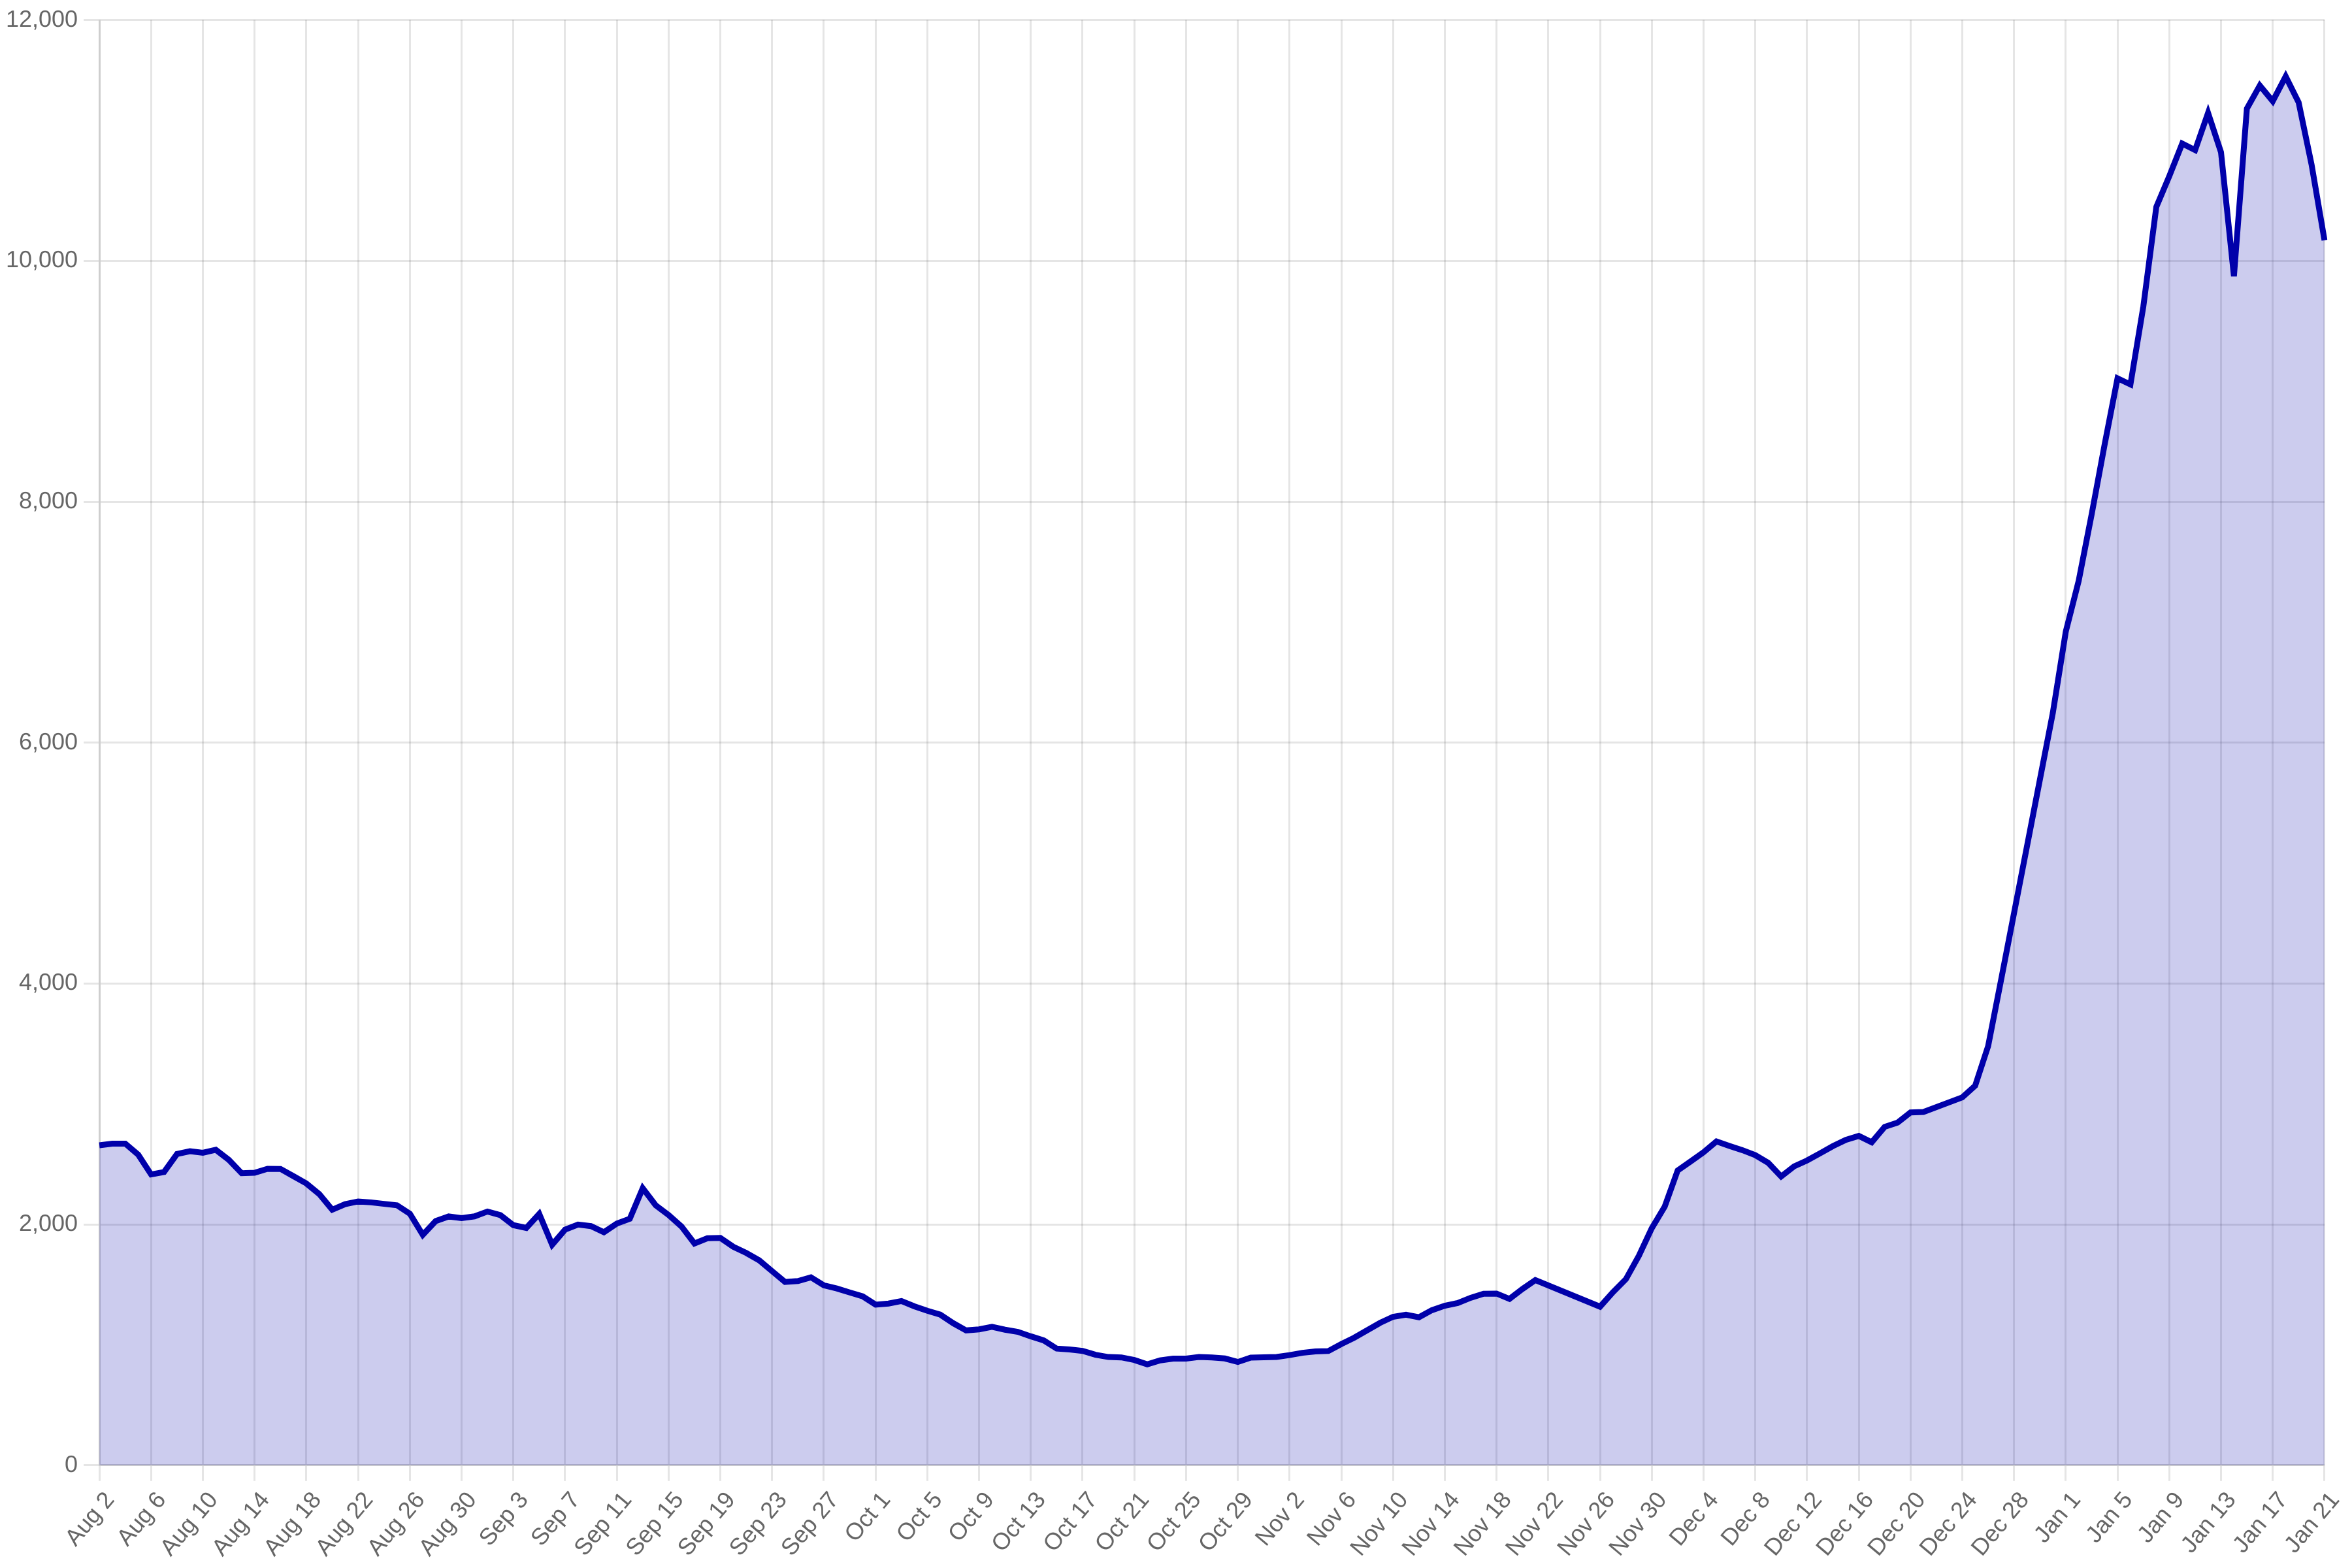 12,000
10,000
8,000
6,000
4,000
2,000
0
Aug 2
Aug 6
Aug 10
Aug 14
Aug 18
Aug 22
Aug 26
Aug 30
Sep 3
Sep 7
Sep 11
Sep 15
Sep 19
Sep 23
Sep 27
Oct 1
Oct 5
Oct 9
Oct 13
Oct 17
Oct 21
Oct 25
Oct 29
Nov 2
Nov 6
Nov 10
Nov 14
Nov 18
Nov 22
Nov 26
Nov 30
Dec 4
Dec 8
Dec 12
Dec 16
Dec 20
Dec 24
Dec 28
Jan 1
Jan 5
Jan 9
Jan 13
Jan 17
Jan 21